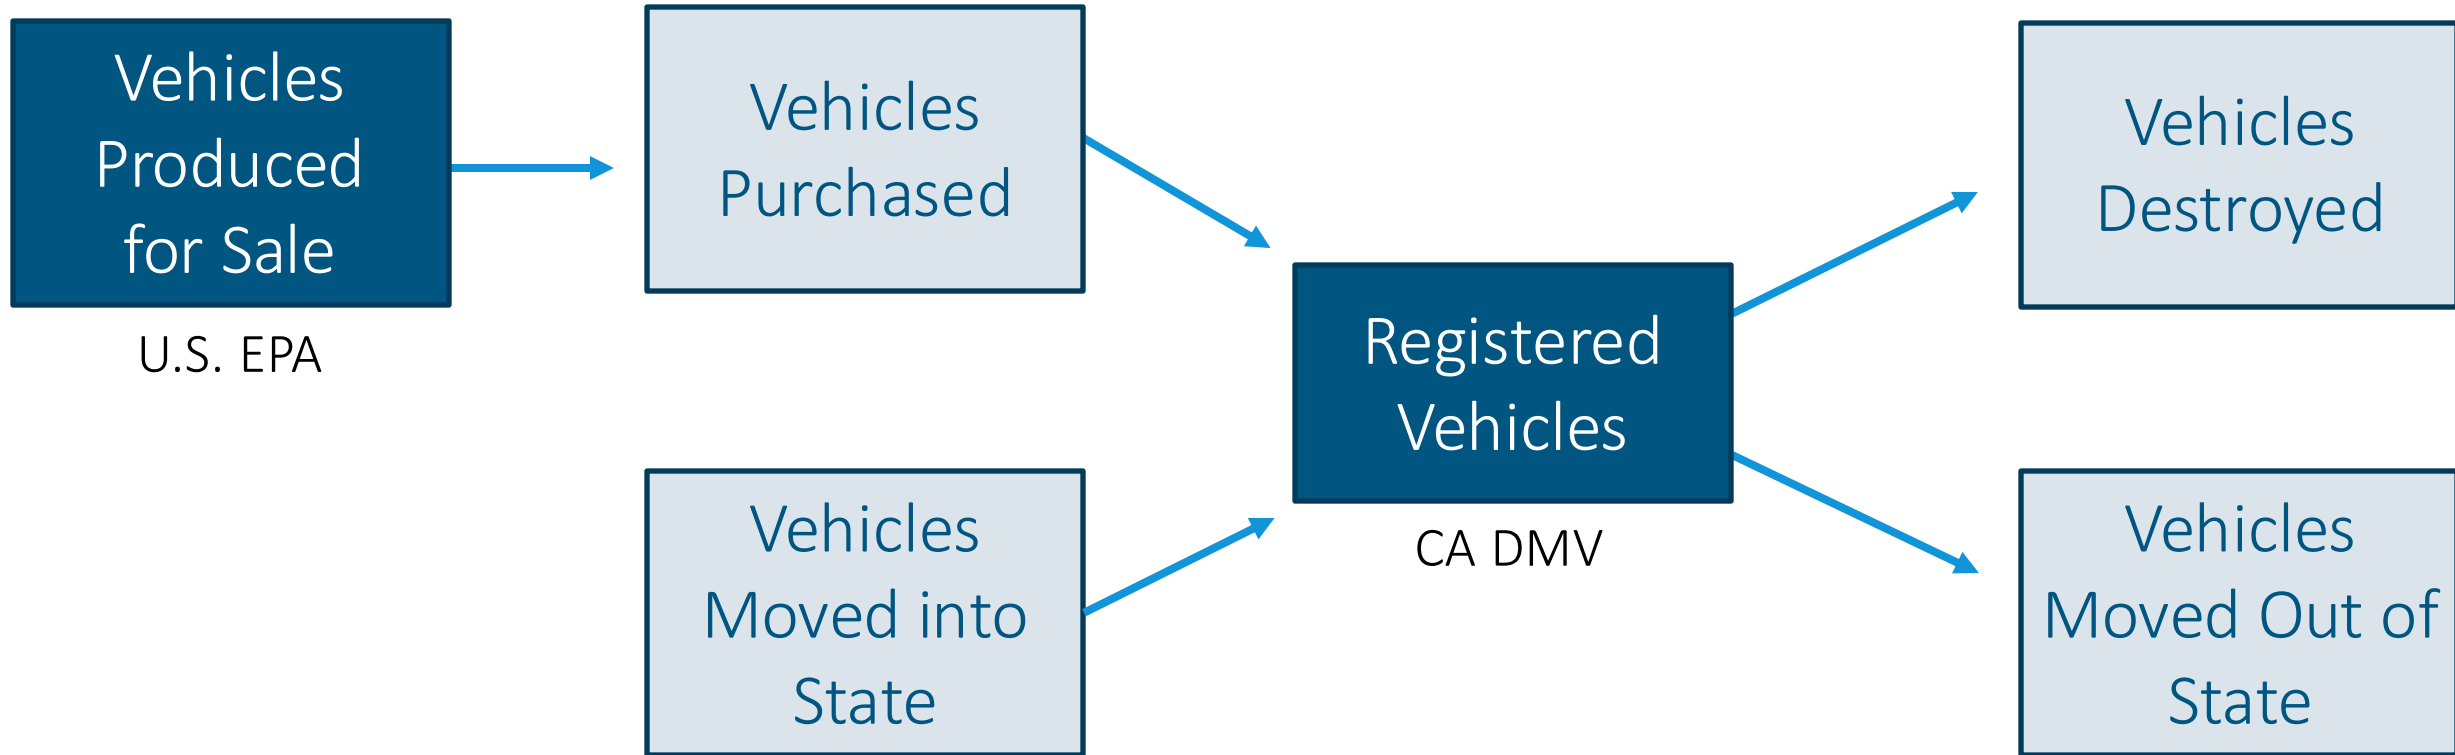 Vehicles
Produced
for Sale
U.S. EPA
Vehicles
Purchased
Vehicles
Moved into
State
Registered
Vehicles
CA DMV
Vehicles
Destroyed
Vehicles
Moved Out of
State